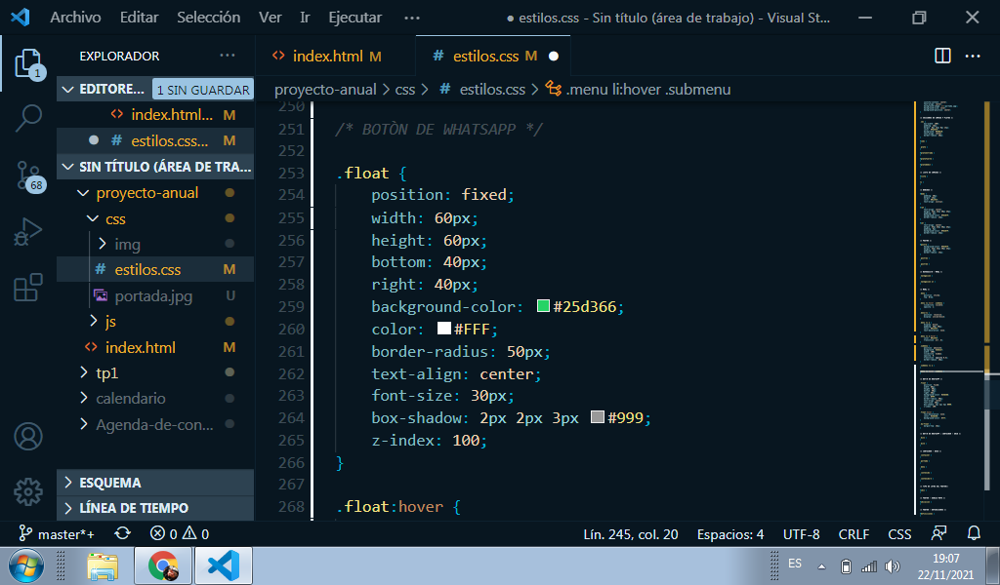 Archivo Editar Selección Ver Ir Ejecutar ··· ● estilos.css - Sin título (área de trabajo) - Visual St...
EXPLORADOR ···
index.html M
# estilos.css M
EDITORE... 1 SIN GUARDAR
index.html... M
# estilos.css... M
SIN TÍTULO (ÁREA DE TRA...
proyecto-anual
css
img
# estilos.css M
portada.jpg U
js
index.html M
tp1
calendario
Agenda-de-con...
ESQUEMA
LÍNEA DE TIEMPO
1
68
proyecto-anual > css > # estilos.css > .menu li:hover .submenu
250
251 /* BOTÒN DE WHATSAPP */
252
253 .float {
254 position: fixed;
255 width: 60px;
256 height: 60px;
257 bottom: 40px;
258 right: 40px;
259 background-color: #25d366;
260 color: #FFF;
261 border-radius: 50px;
262 text-align: center;
263 font-size: 30px;
264 box-shadow: 2px 2px 3px #999;
265 z-index: 100;
266 }
267
268 .float:hover {
master*+ 0 0 Lín. 245, col. 20 Espacios: 4 UTF-8 CRLF CSS
ES 19:07
22/11/2021